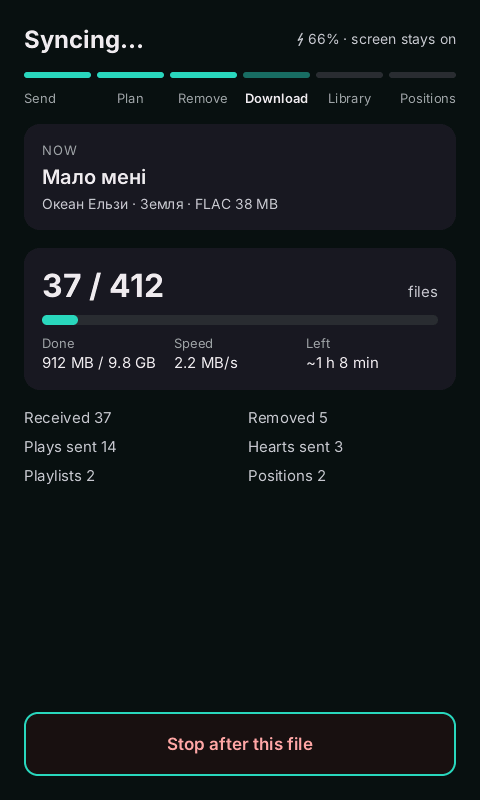 Syncing...
66% · screen stays on
Send Plan Remove Download Library Positions
NOW
Мало мені
Океан Ельзи · Земля · FLAC 38 MB
37 / 412 files
Done Speed Left
912 MB / 9.8 GB 2.2 MB/s ~1 h 8 min
Received 37 Removed 5
Plays sent 14 Hearts sent 3
Playlists 2 Positions 2
Stop after this file